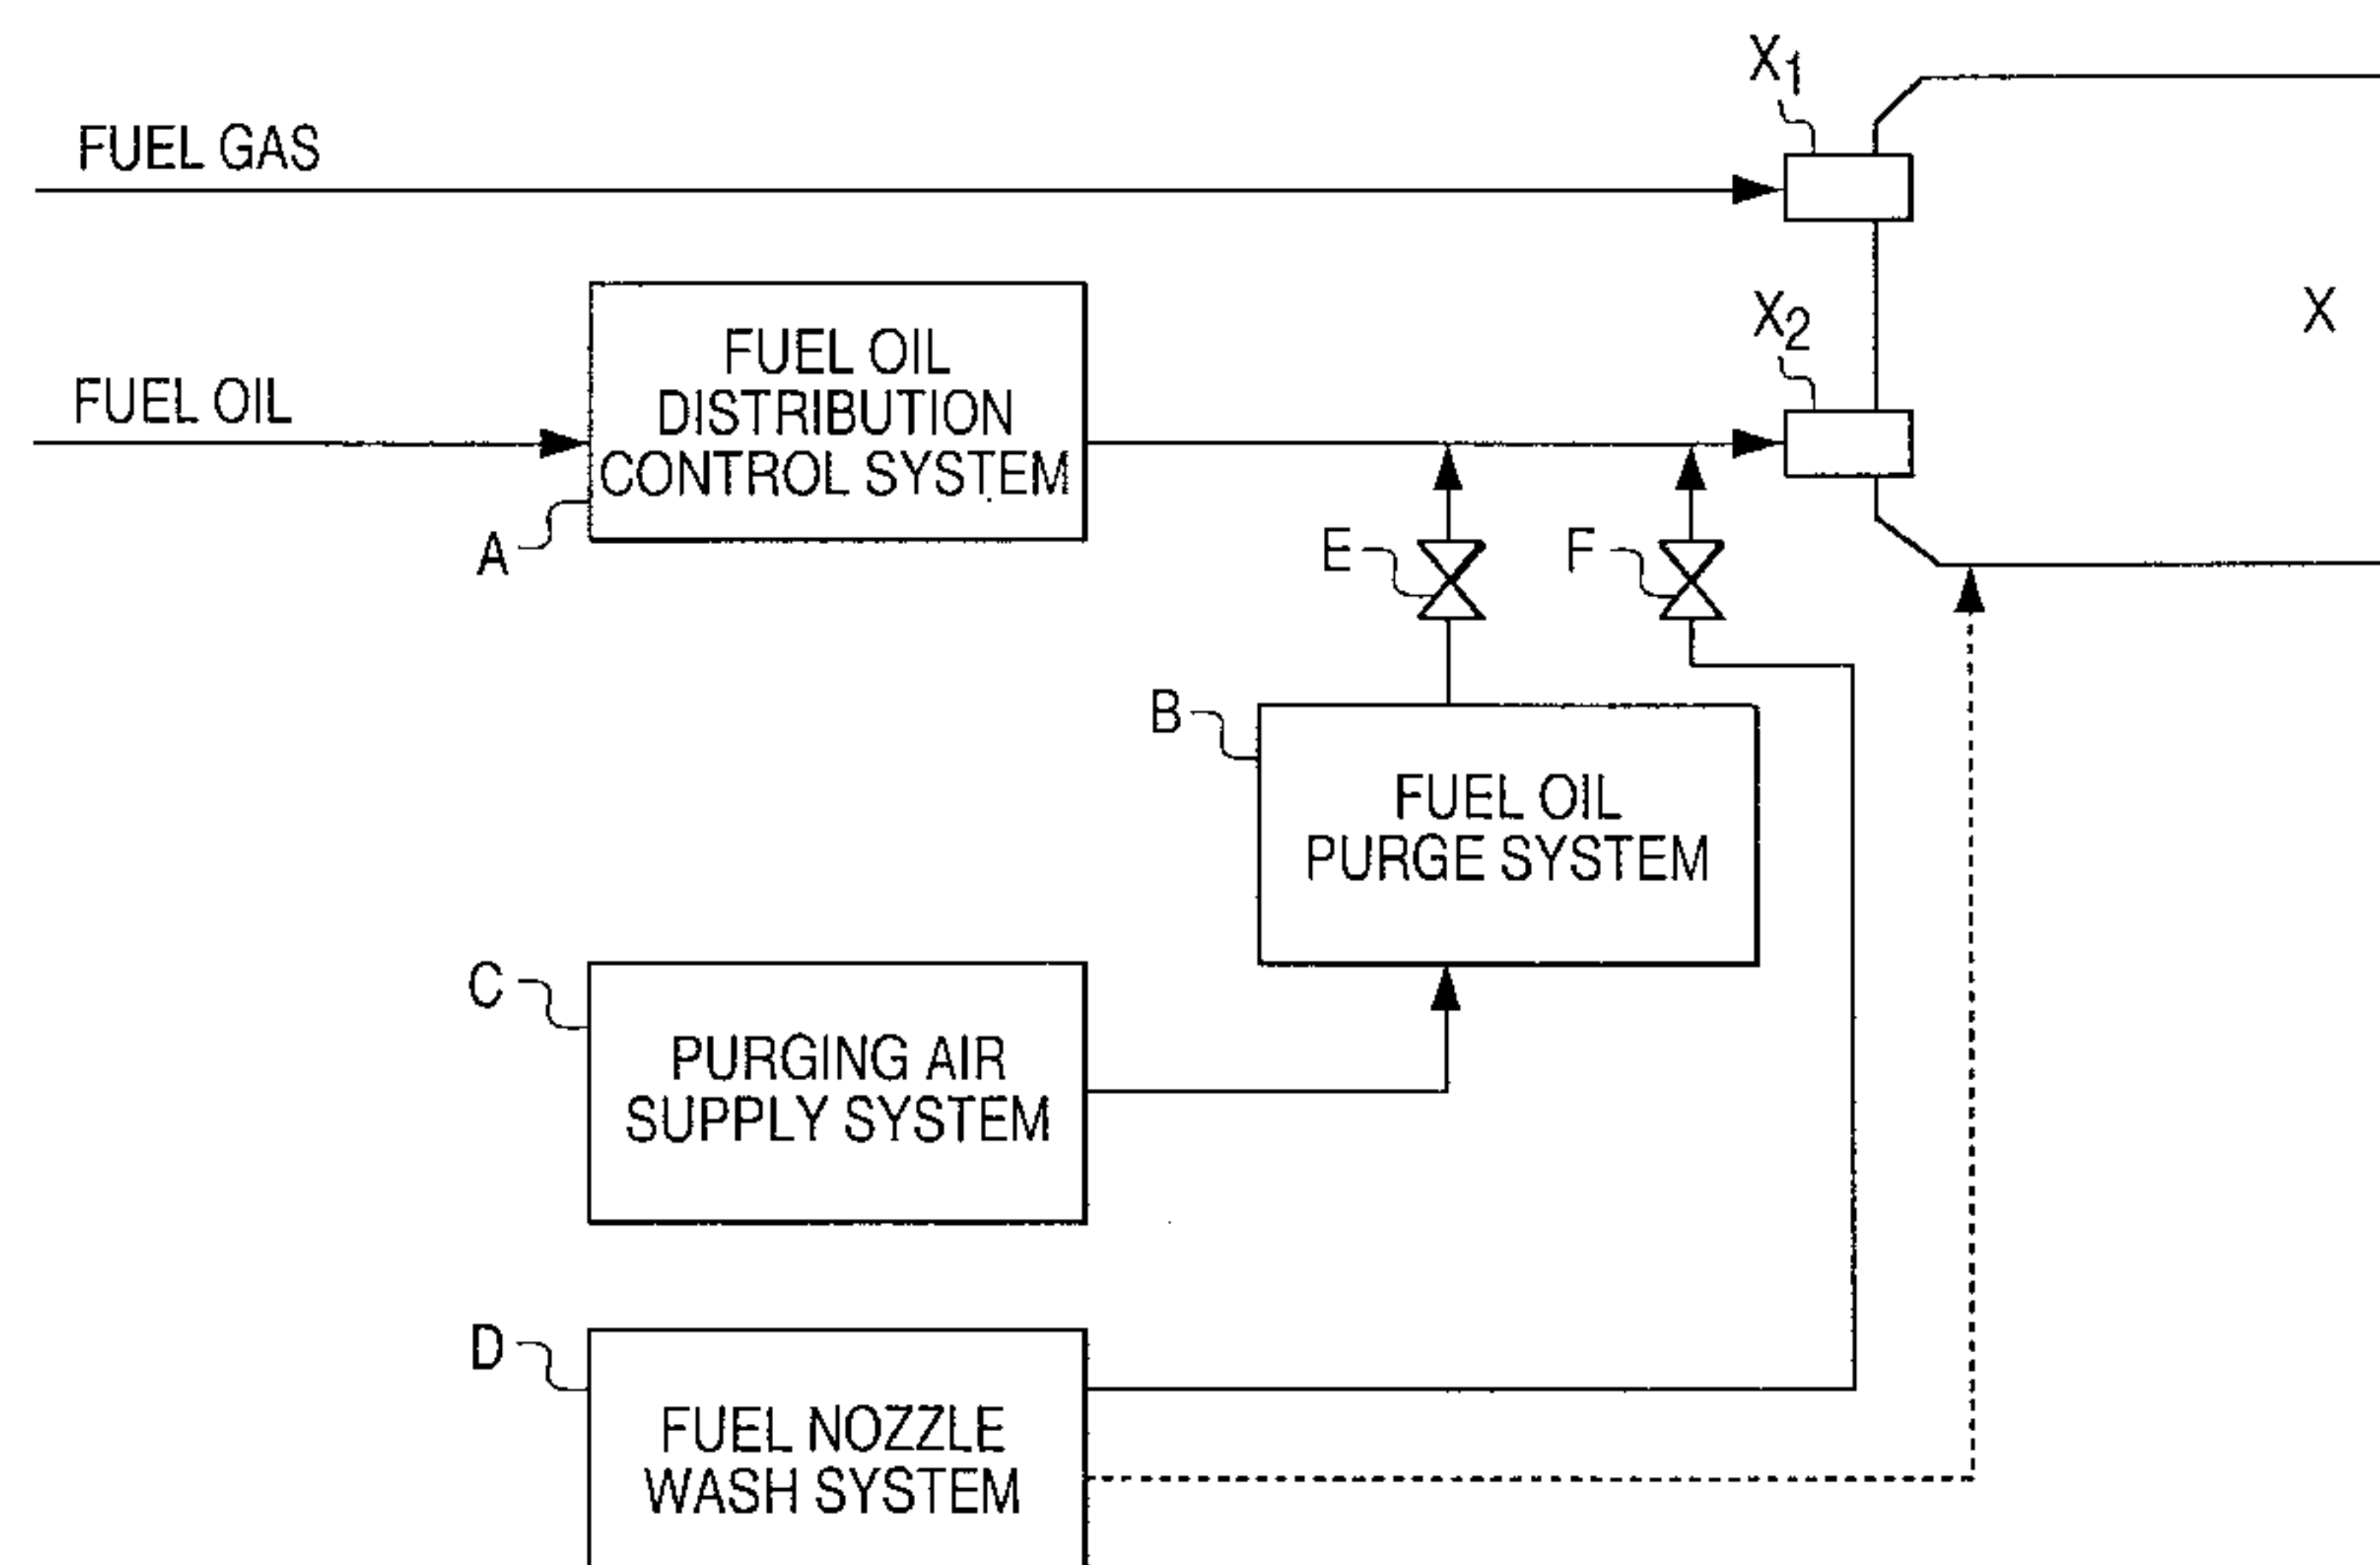 X1
FUEL GAS
X2
X
FUEL OIL
FUEL OIL
DISTRIBUTION
CONTROL SYSTEM
A
E
F
B
FUEL OIL
PURGE SYSTEM
C
PURGING AIR
SUPPLY SYSTEM
D
FUEL NOZZLE
WASH SYSTEM